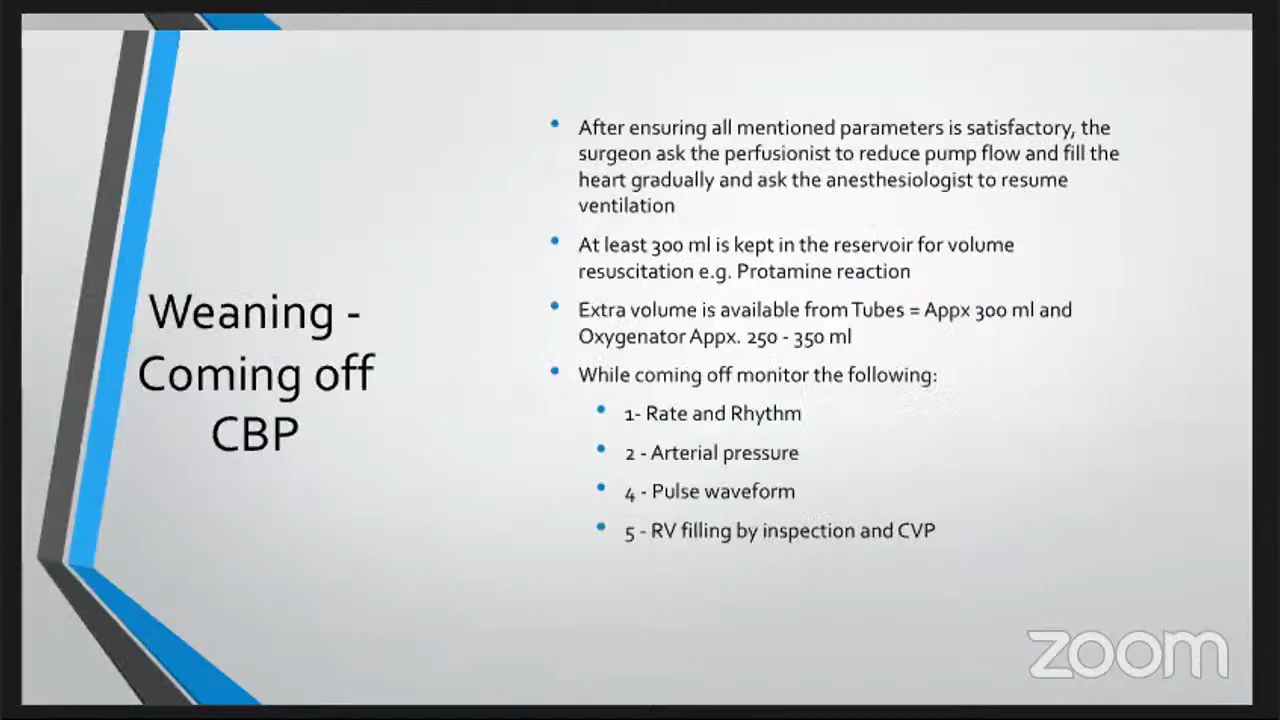 Weaning -
Coming off
CBP
• After ensuring all mentioned parameters is satisfactory, the
surgeon ask the perfusionist to reduce pump flow and fill the
heart gradually and ask the anesthesiologist to resume
ventilation
• At least 300 ml is kept in the reservoir for volume
resuscitation e.g. Protamine reaction
• Extra volume is available from Tubes = Appx 300 ml and
Oxygenator Appx. 250 - 350 ml
• While coming off monitor the following:
• 1- Rate and Rhythm
• 2 - Arterial pressure
• 4 - Pulse waveform
• 5 - RV filling by inspection and CVP
zoom